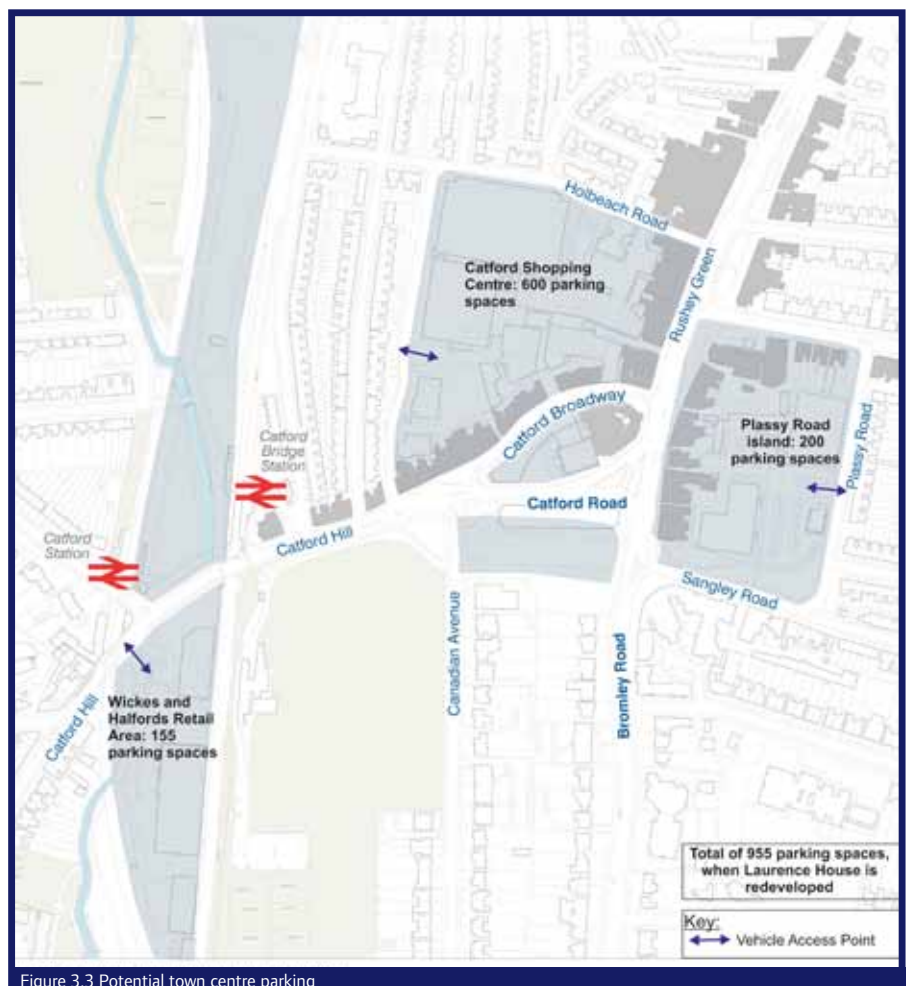 Holbeach Road
Catford Shopping
Centre: 600 parking
spaces
Rushey Green
Catford Broadway
Plassy Road
island: 200
parking spaces
Plassy Road
Catford
Bridge
Station
Catford Road
Catford Hill
Catford
Station
Sangley Road
Canadian Avenue
Bromley Road
Wickes and
Halfords Retail
Area: 155
parking spaces
Catford Hill
Total of 955 parking spaces,
when Laurence House is
redeveloped
Key:
Vehicle Access Point
Figure 3.3 Potential town centre parking